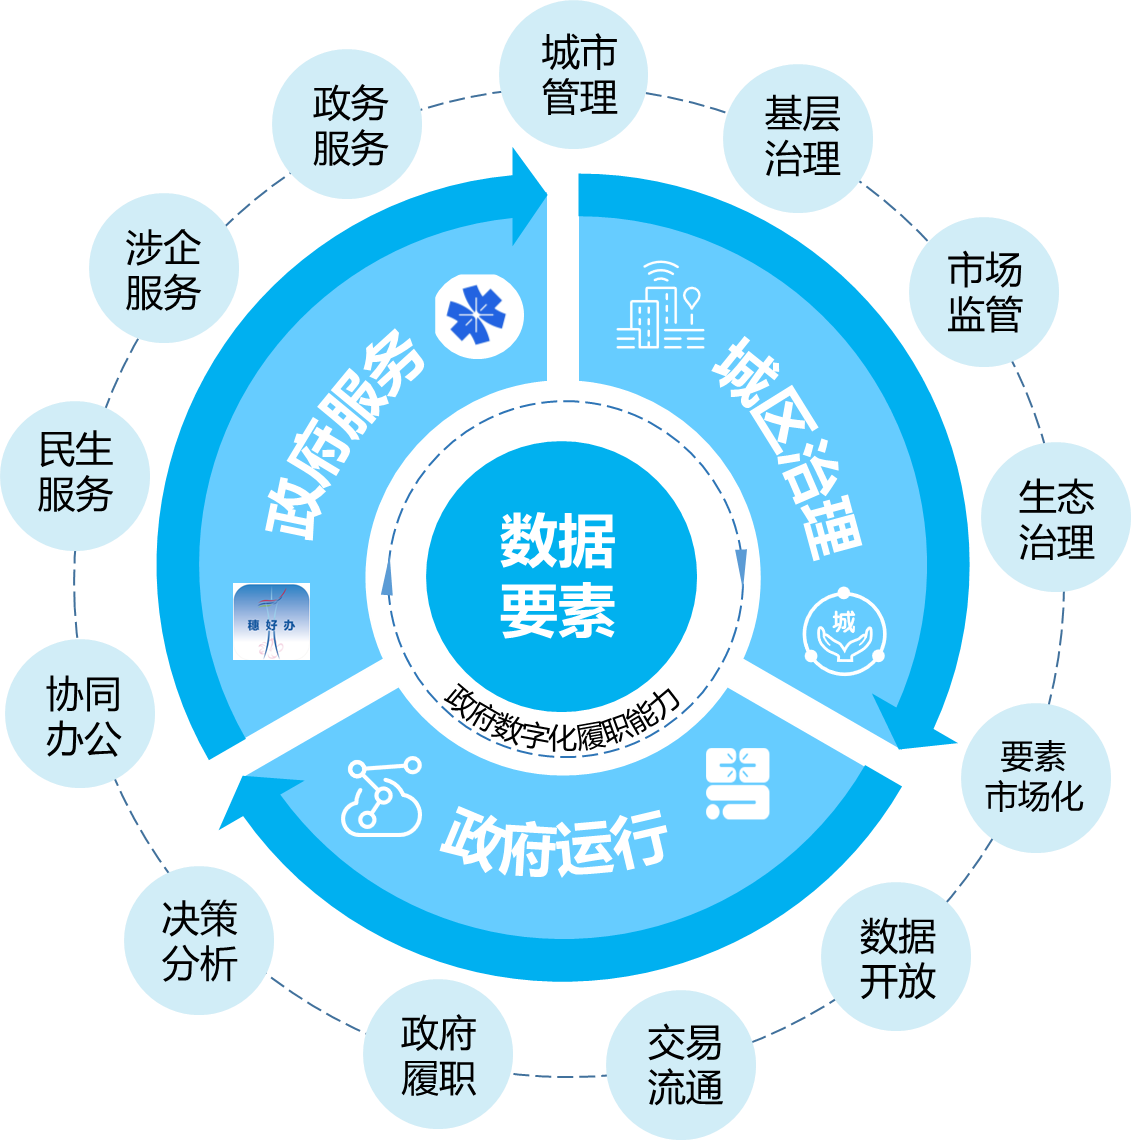 城市
管理
基层
治理
市场
监管
生态
治理
要素
市场化
数据
开放
交易
流通
政府
履职
决策
分析
协同
办公
民生
服务
涉企
服务
政务
服务
政府服务
穗好办
城区治理
城
政府运行
数据
要素
政府数字化履职能力